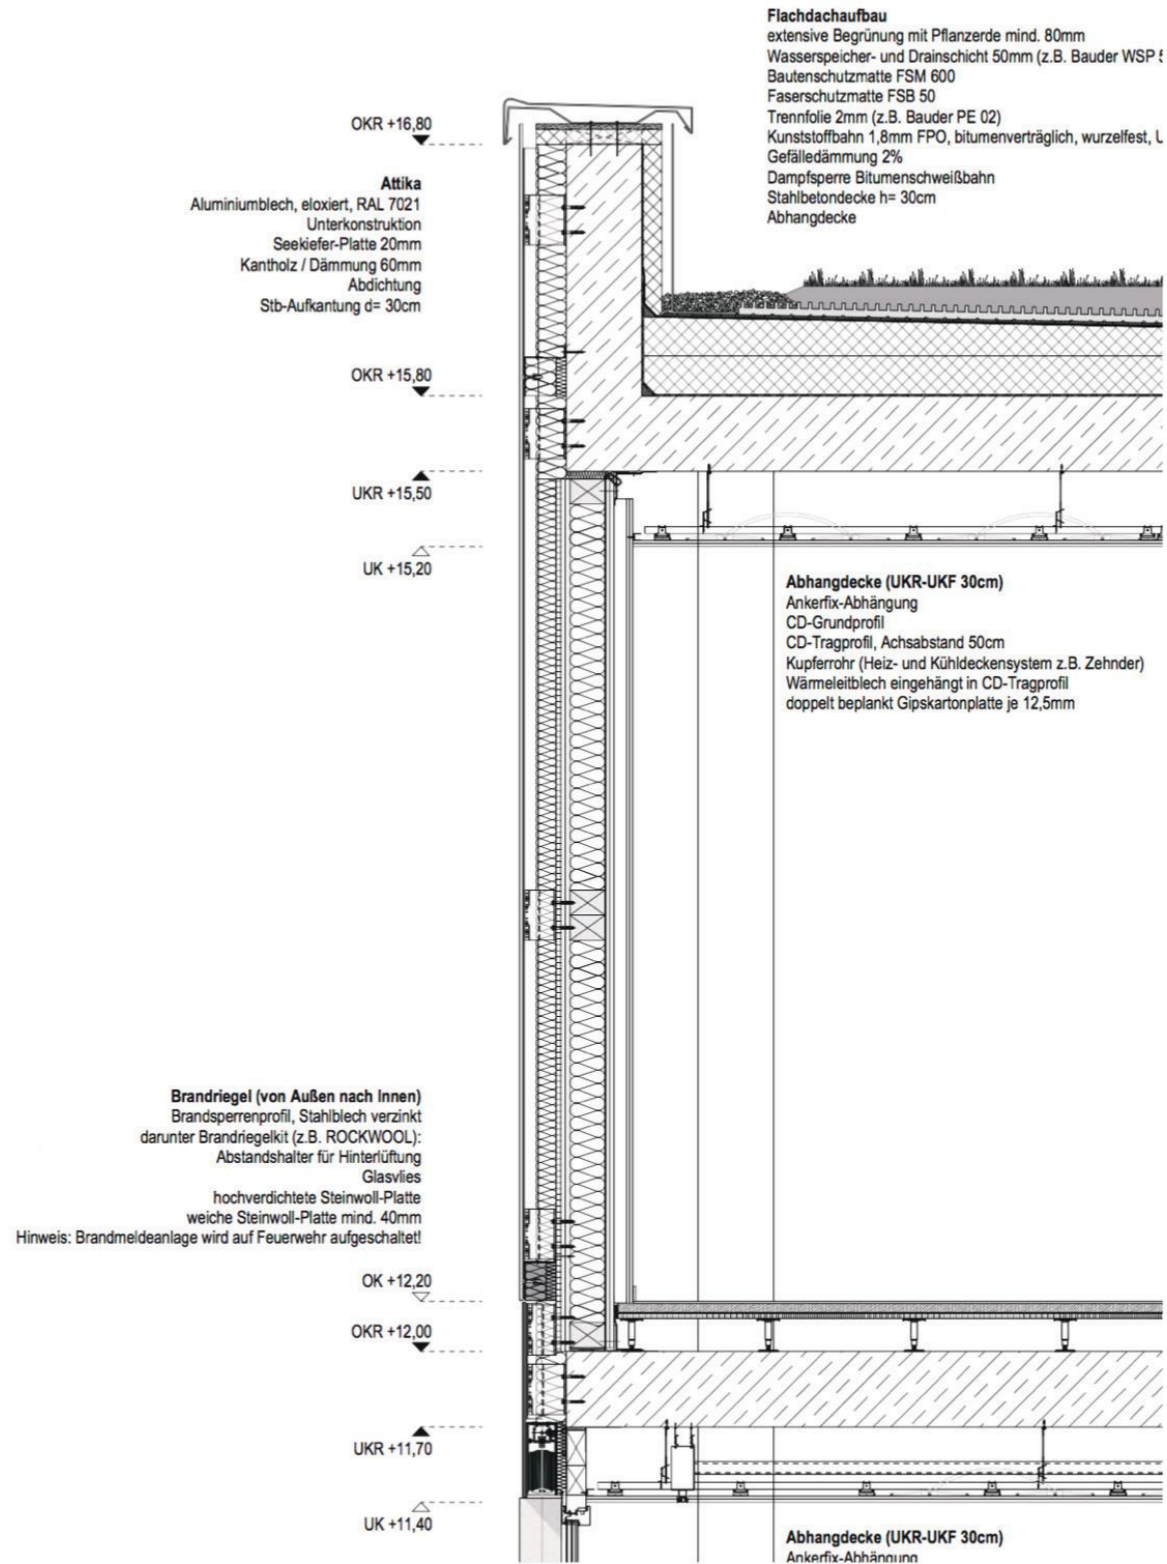 Flachdachaufbau
extensive Begrünung mit Pflanzerde mind. 80mm
Wasserspeicher- und Drainschicht 50mm (z.B. Bauder WSP
Bautenschutzmatte FSM 600
Faserschutzmatte FSB 50
Trennfolie 2mm (z.B. Bauder PE 02)
Kunststoffbahn 1,8mm FPO, bitumenverträglich, wurzelfest,
Gefälledämmung 2%
Dampfsperre Bitumenschweißbahn
Stahlbetondecke h= 30cm
Abhangdecke
OKR +16,80
Attika
Aluminiumblech, eloxiert, RAL 7021
Unterkonstruktion
Seekiefer-Platte 20mm
Kantholz / Dämmung 60mm
Abdichtung
Stb-Aufkantung d= 30cm
OKR +15,80
UKR +15,50
UK +15,20
Abhangdecke (UKR-UKF 30cm)
Ankerfix-Abhängung
CD-Grundprofil
CD-Tragprofil, Achsabstand 50cm
Kupferrohr (Heiz- und Kühldeckensystem z.B. Zehnder)
Wärmeleitblech eingehängt in CD-Tragprofil
doppelt beplankt Gipskartonplatte je 12,5mm
Brandriegel (von Außen nach Innen)
Brandsperrenprofil, Stahlblech verzinkt
darunter Brandriegelkit (z.B. ROCKWOOL):
Abstandshalter für Hinterlüftung
Glasvlies
hochverdichtete Steinwoll-Platte
weiche Steinwoll-Platte mind. 40mm
Hinweis: Brandmeldeanlage wird auf Feuerwehr aufgeschaltet!
OK +12,20
OKR +12,00
UKR +11,70
UK +11,40
Abhangdecke (UKR-UKF 30cm)
Ankerfix-Abhängung